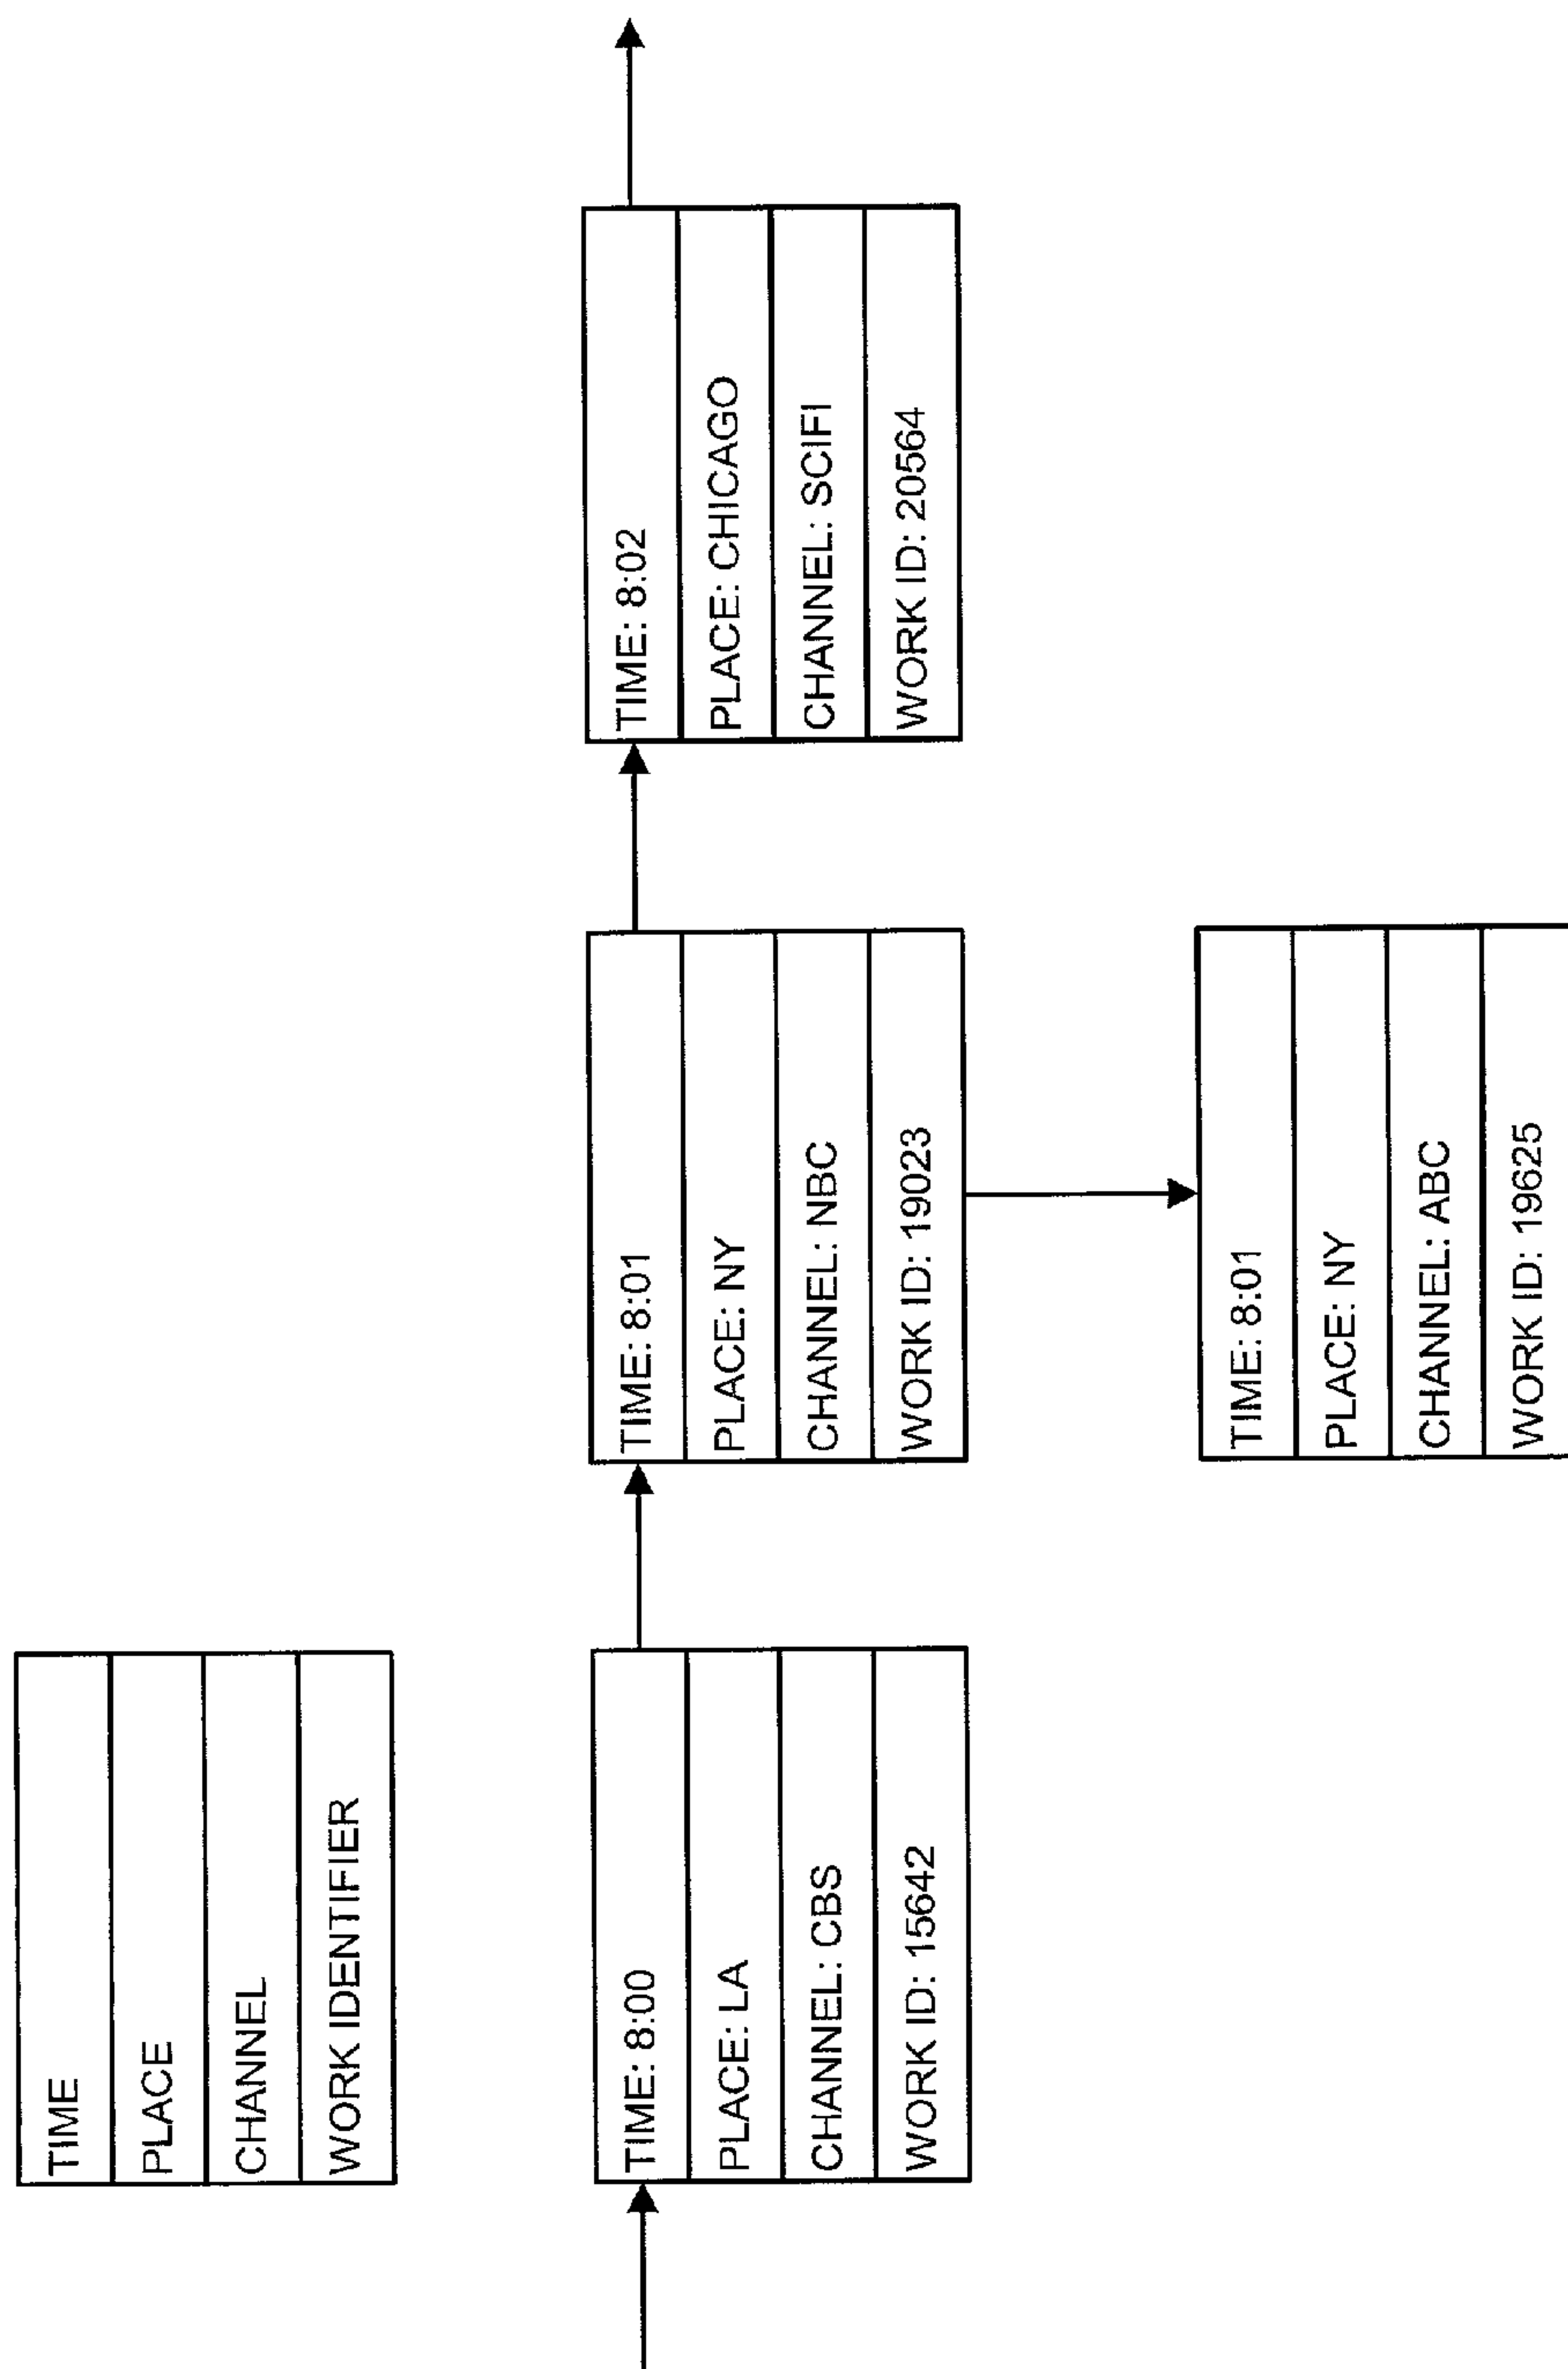 TIME
PLACE
CHANNEL
WORK IDENTIFIER
TIME: 8:00
PLACE: LA
CHANNEL: CBS
WORK ID: 15642
TIME: 8:01
PLACE: NY
CHANNEL: NBC
WORK ID: 19023
TIME: 8:02
PLACE: CHICAGO
CHANNEL: SCIFI
WORK ID: 20564
TIME: 8:01
PLACE: NY
CHANNEL: ABC
WORK ID: 19625